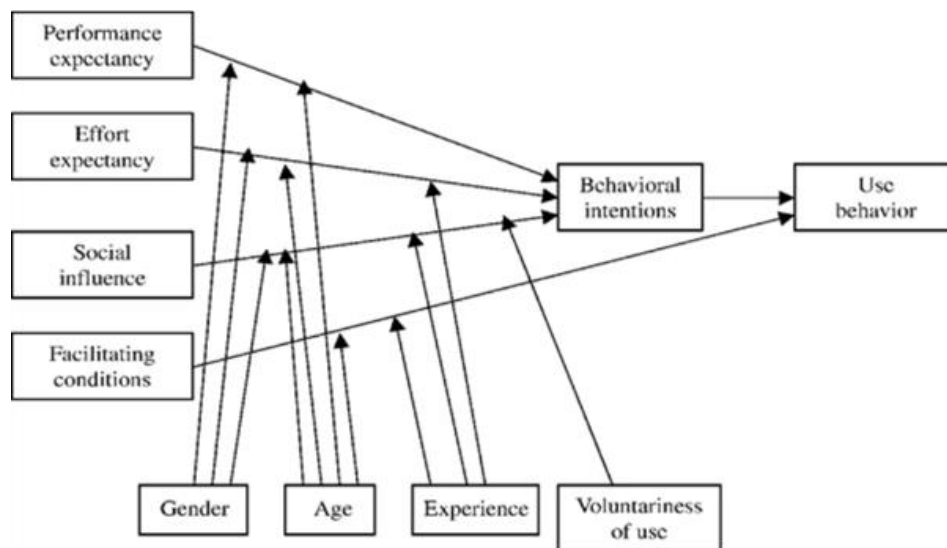 Performance
expectancy
Effort
expectancy
Behavioral
intentions
Use
behavior
Social
influence
Facilitating
conditions
Gender
Age
Experience
Voluntariness
of use